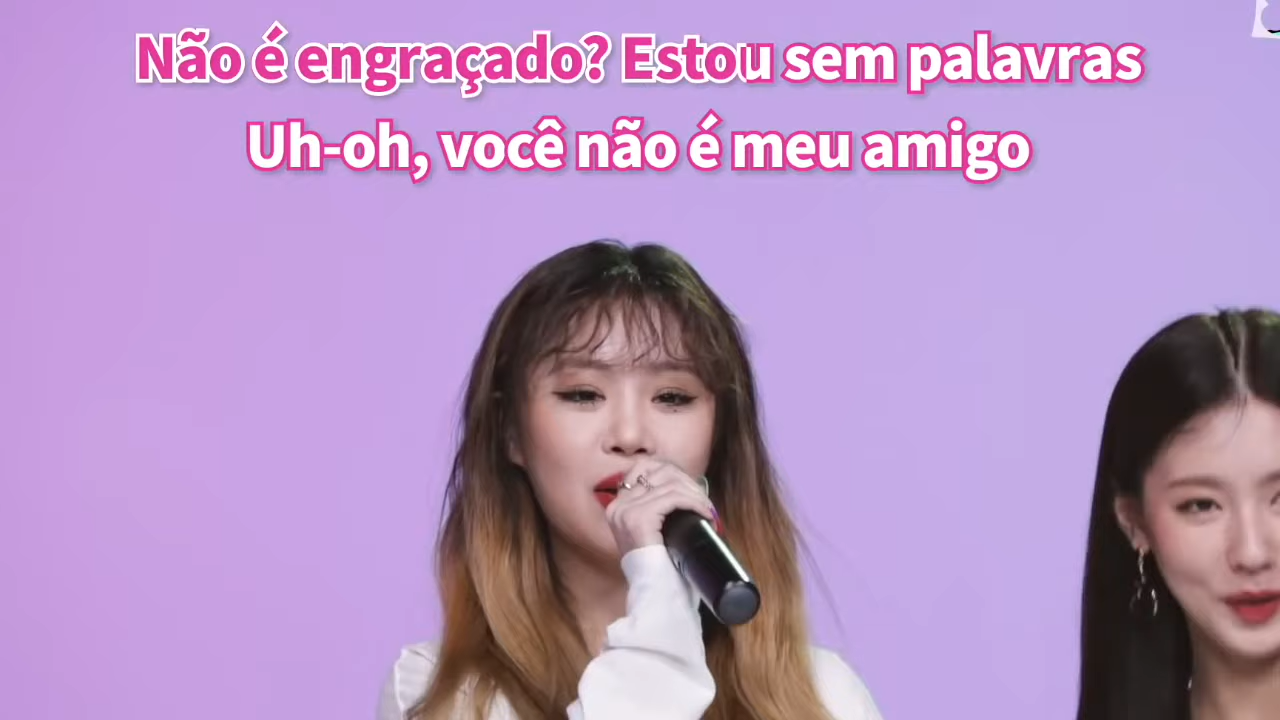 Não é engraçado? Estou sem palavras
Uh-oh, você não é meu amigo